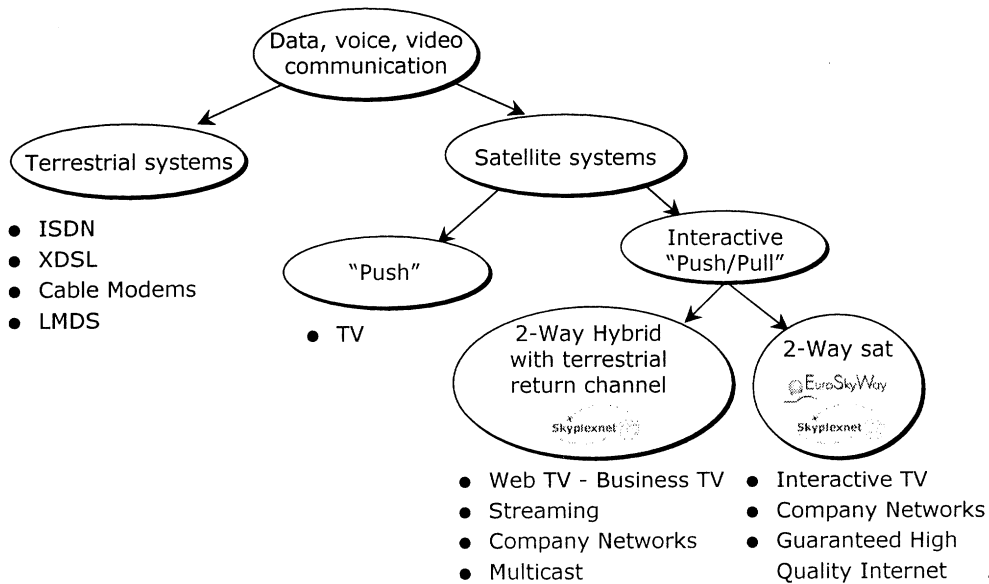 Data, voice, video
communication
Terrestrial systems
Satellite systems
● ISDN
● XDSL
● Cable Modems
● LMDS
"Push"
Interactive
"Push/Pull"
● TV
2-Way Hybrid
with terrestrial
return channel
Skyplexnet
2-Way sat
EuroSkyWay
Skyplexnet
● Web TV - Business TV
● Streaming
● Company Networks
● Multicast
● Interactive TV
● Company Networks
● Guaranteed High
Quality Internet